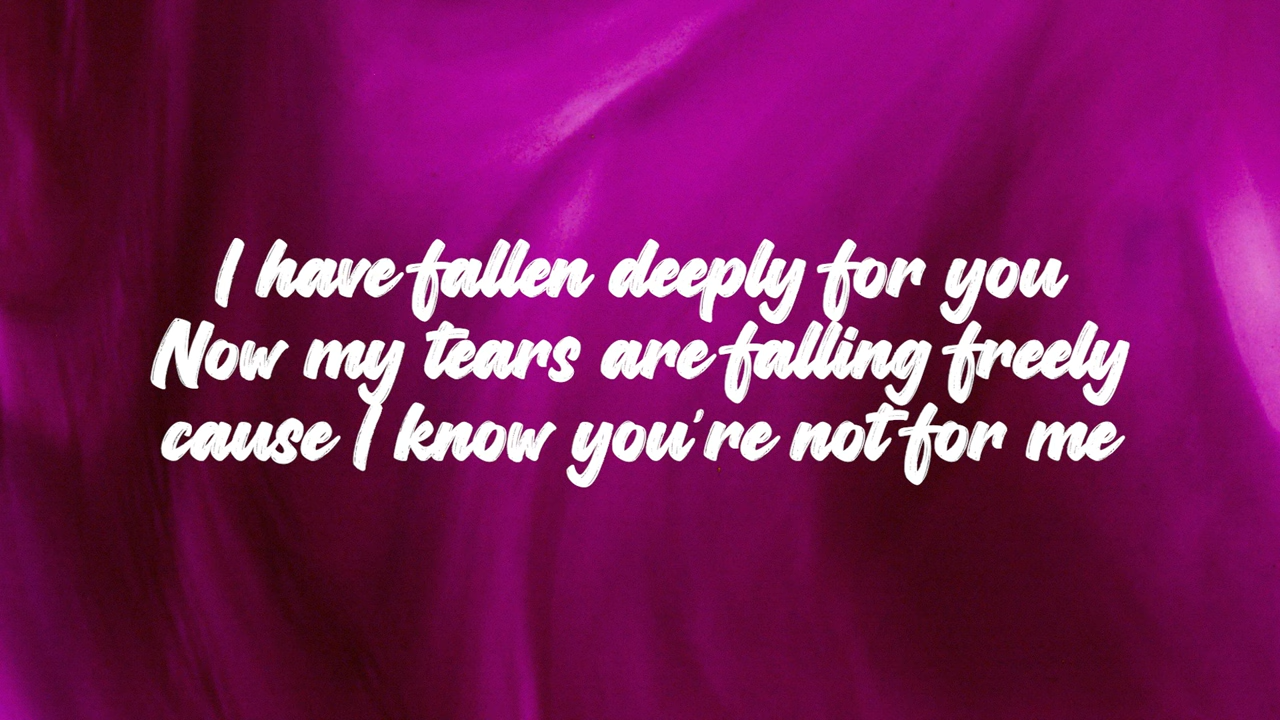 I have fallen deeply for you
Now my tears are falling freely
cause I know you're not for me